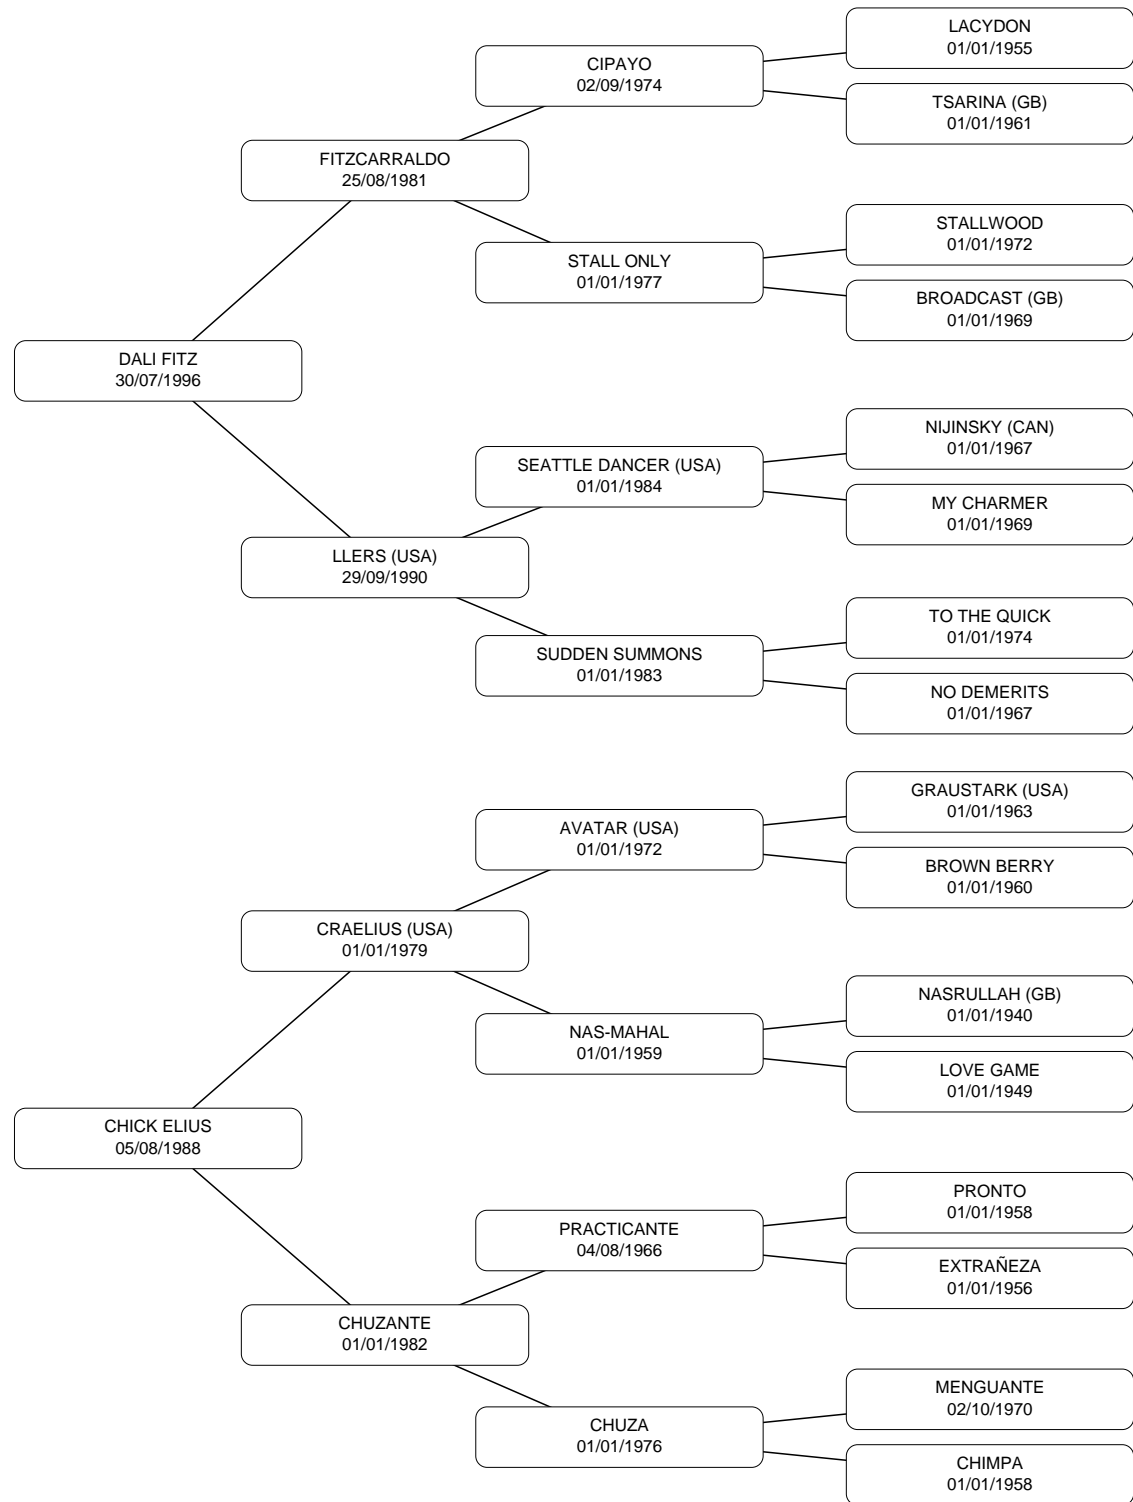 LACYDON
01/01/1955
CIPAYO
02/09/1974
TSARINA (GB)
01/01/1961
FITZCARRALDO
25/08/1981
STALLWOOD
01/01/1972
STALL ONLY
01/01/1977
BROADCAST (GB)
01/01/1969
DALI FITZ
30/07/1996
NIJINSKY (CAN)
01/01/1967
SEATTLE DANCER (USA)
01/01/1984
MY CHARMER
01/01/1969
LLERS (USA)
29/09/1990
TO THE QUICK
01/01/1974
SUDDEN SUMMONS
01/01/1983
NO DEMERITS
01/01/1967
GRAUSTARK (USA)
01/01/1963
AVATAR (USA)
01/01/1972
BROWN BERRY
01/01/1960
CRAELIUS (USA)
01/01/1979
NASRULLAH (GB)
01/01/1940
NAS-MAHAL
01/01/1959
LOVE GAME
01/01/1949
CHICK ELIUS
05/08/1988
PRONTO
01/01/1958
PRACTICANTE
04/08/1966
EXTRAÑEZA
01/01/1956
CHUZANTE
01/01/1982
MENGUANTE
02/10/1970
CHUZA
01/01/1976
CHIMPA
01/01/1958